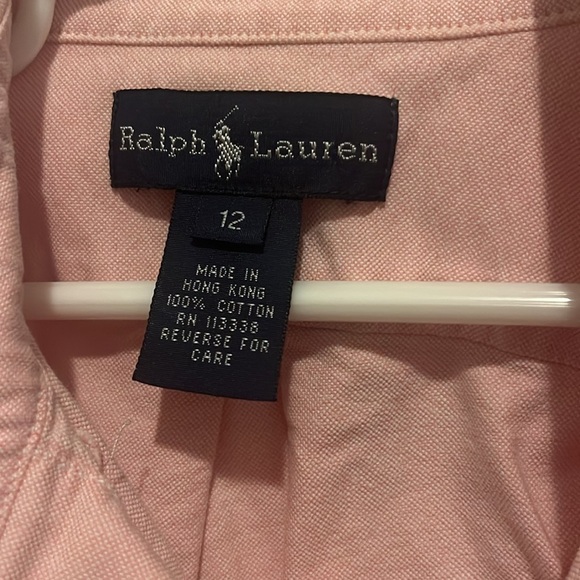 Ralph Lauren
12
MADE IN
HONG KONG
100% COTTON
RN 113338
REVERSE FOR
CARE